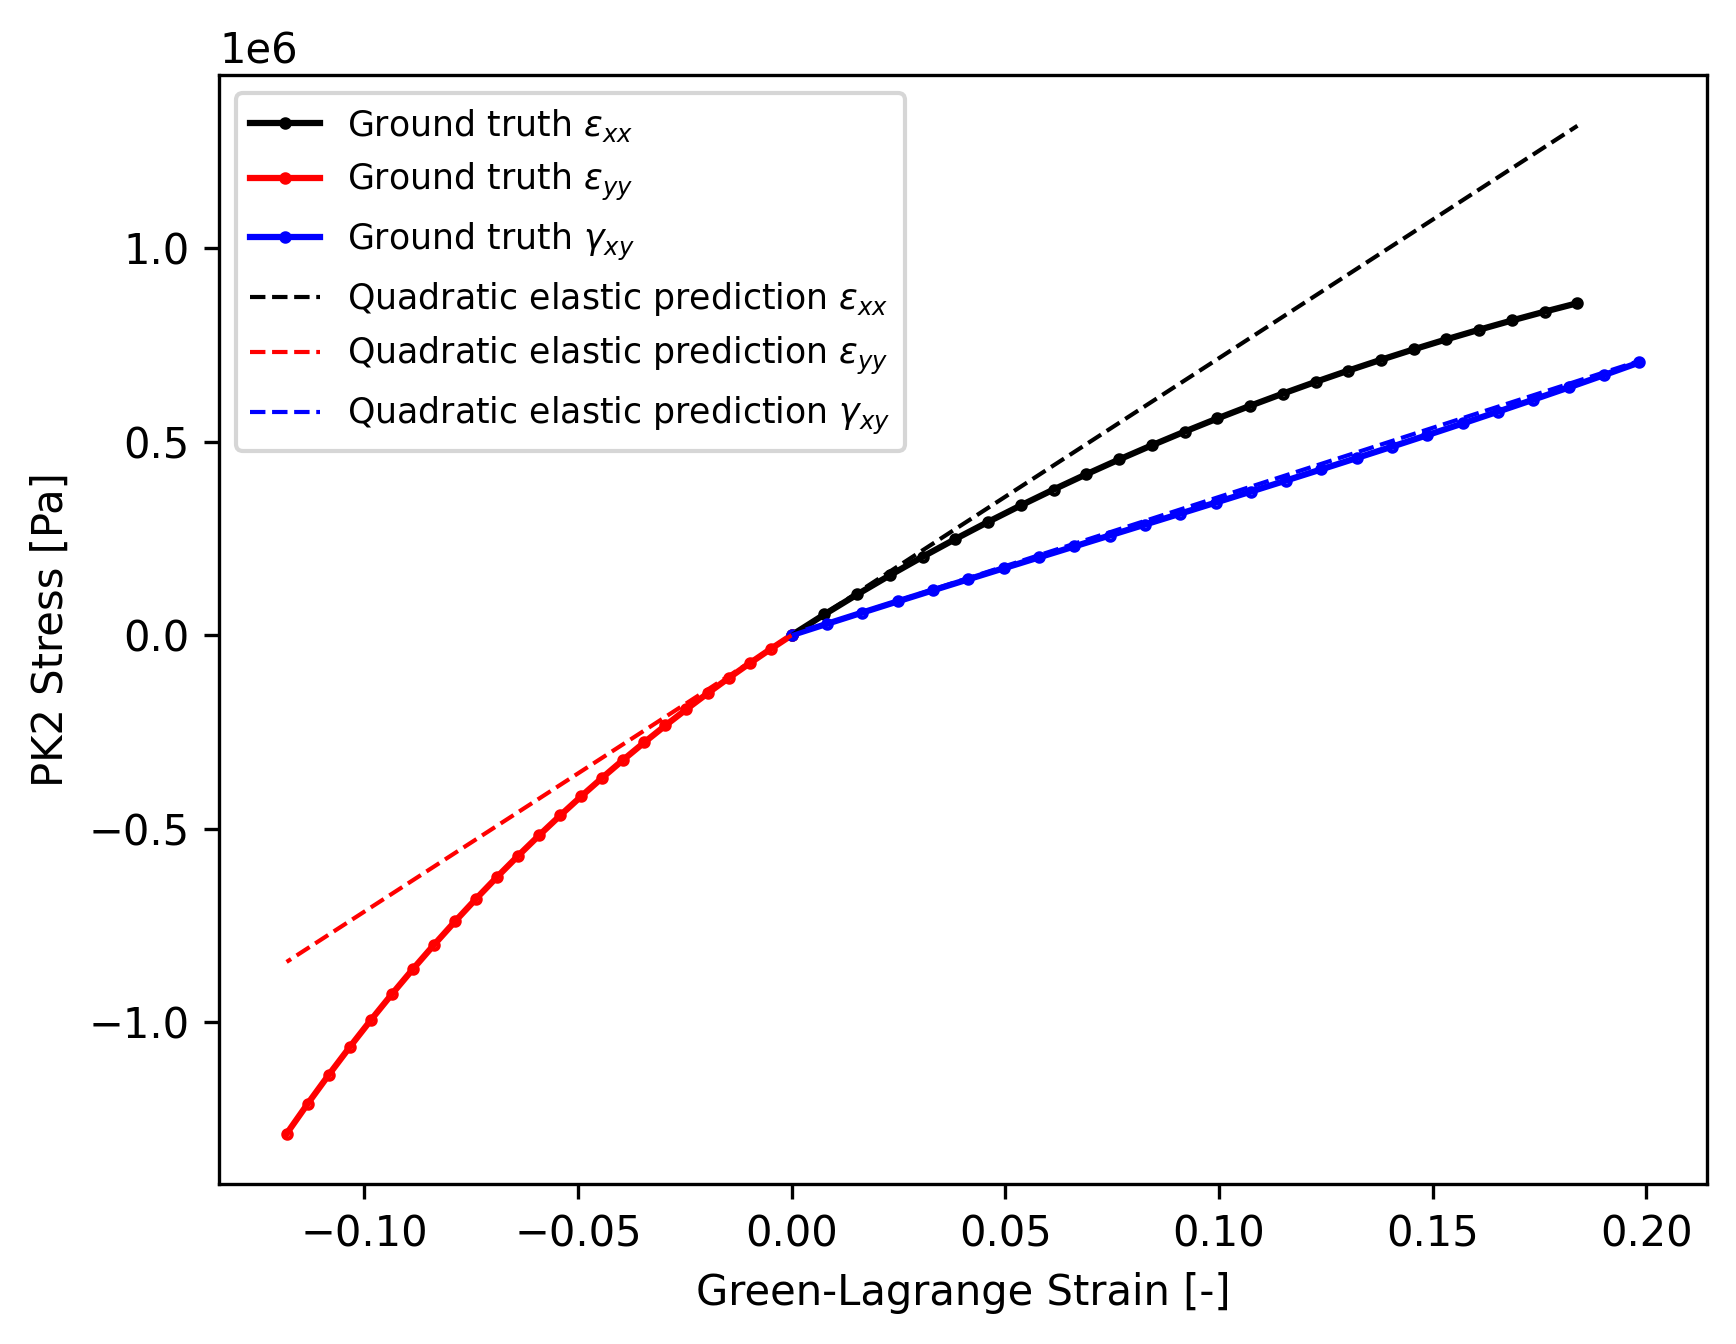 1e6
Ground truth εxx
Ground truth εyy
Ground truth γxy
Quadratic elastic prediction εxx
Quadratic elastic prediction εyy
Quadratic elastic prediction γxy
1.0
0.5
0.0
−0.5
−1.0
PK2 Stress [Pa]
−0.10 −0.05 0.00 0.05 0.10 0.15 0.20
Green-Lagrange Strain [-]